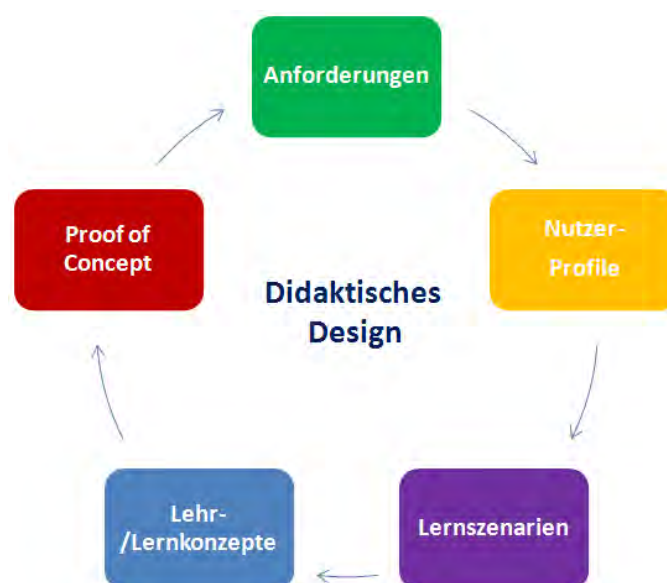 Anforderungen
Nutzer-
Profile
Lernszenarien
Lehr-
/Lernkonzepte
Proof of
Concept
Didaktisches
Design